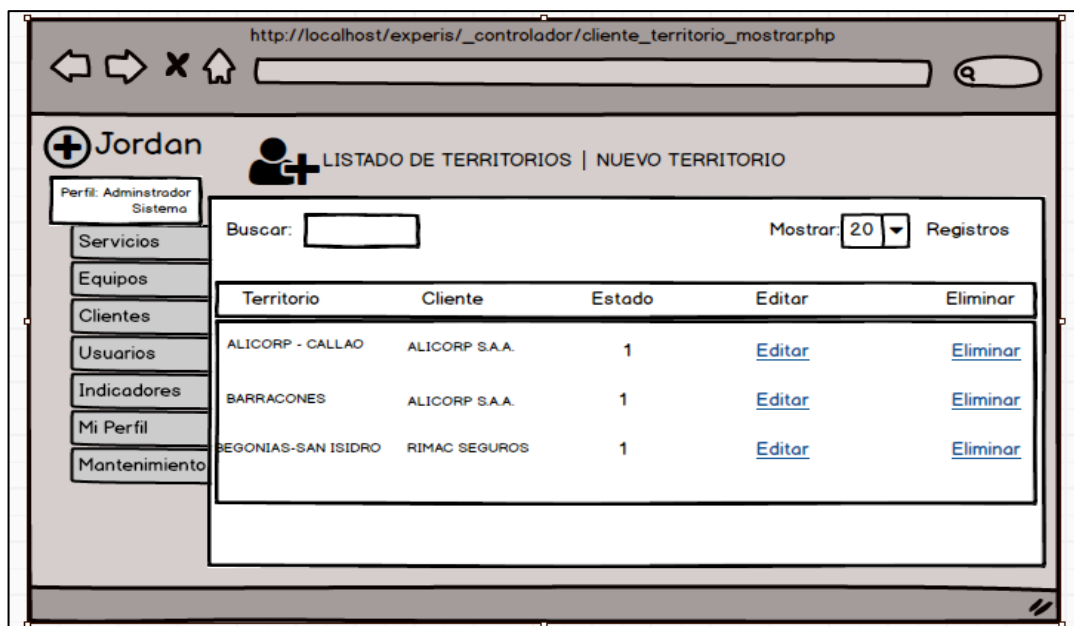 http://localhost/experis/_controlador/cliente_territorio_mostrar.php
Jordan
LISTADO DE TERRITORIOS | NUEVO TERRITORIO
Perfil: Adminstrador
Sistema
Servicios
Equipos
Clientes
Usuarios
Indicadores
Mi Perfil
Mantenimiento
Buscar: Mostrar: 20 Registros
Territorio Cliente Estado Editar Eliminar
ALICORP - CALLAO ALICORP S.A.A. 1 Editar Eliminar
BARRACONES ALICORP S.A.A. 1 Editar Eliminar
BEGONIAS-SAN ISIDRO RIMAC SEGUROS 1 Editar Eliminar